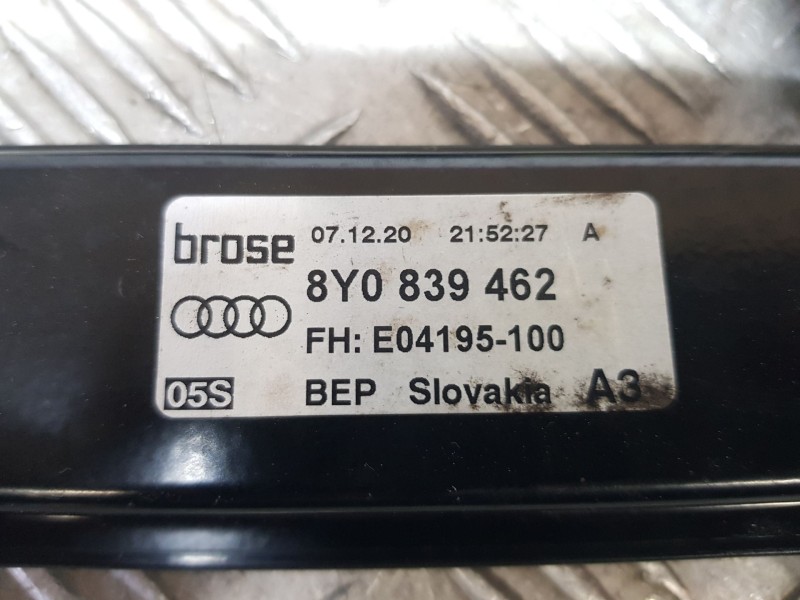 brose 07.12.20 21:52:27 A
8Y0 839 462
FH: E04195-100
05S BEP Slovakia A3